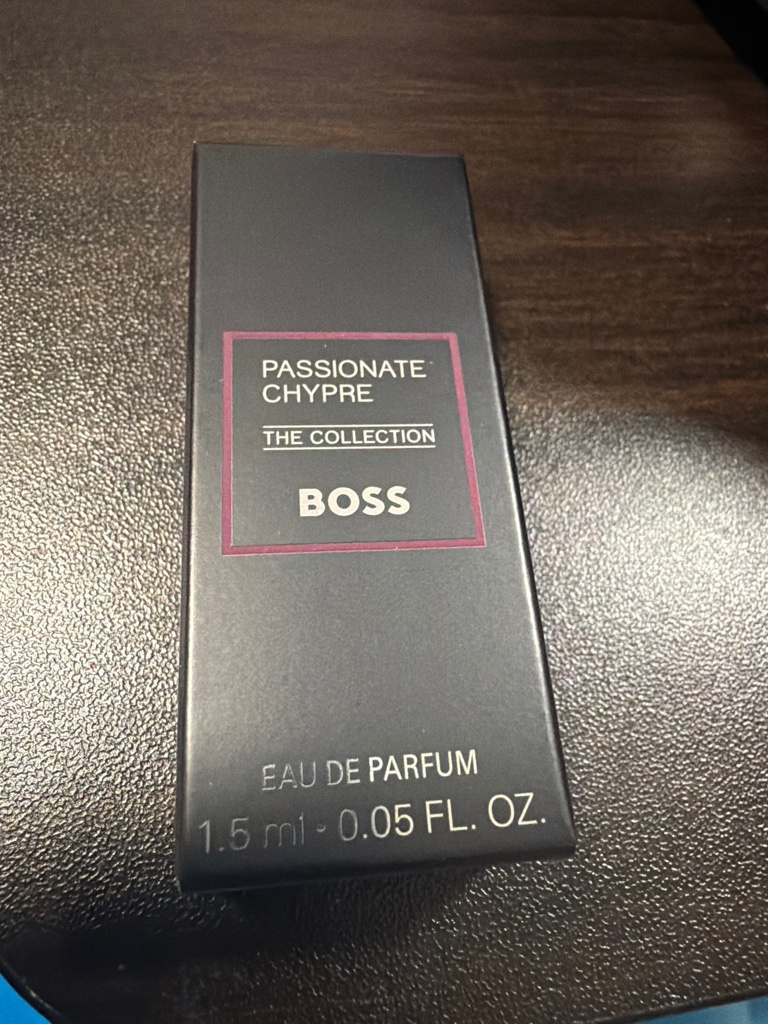 PASSIONATE
CHYPRE
THE COLLECTION
BOSS
EAU DE PARFUM
1.5 ml - 0.05 FL. OZ.